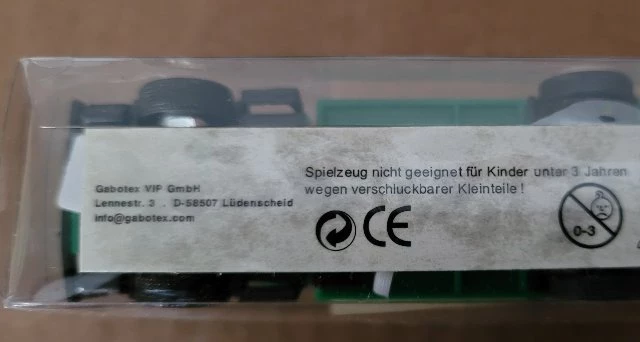 Gabotex VIP GmbH
Lennestr. 3 . D-58507 Lüdenscheid
info@gabotex.com
Spielzeug nicht geeignet für Kinder unter 3 Jahren
wegen verschluckbarer Kleinteile !
CE
0-3